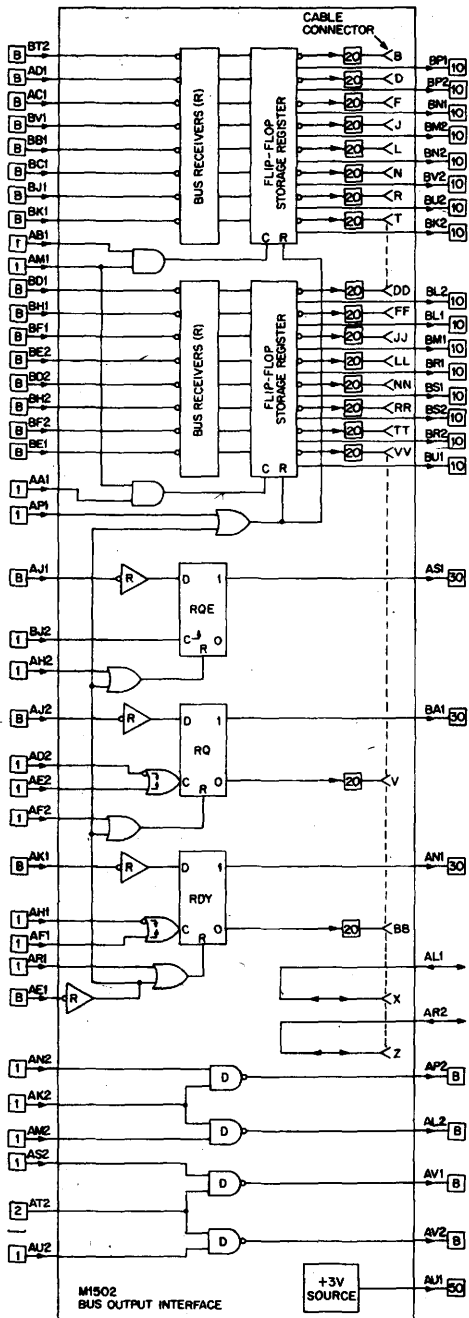 CABLE
CONNECTOR
B BT2 20 B BP1 10
B AD1 20 D BP2 10
B AC1 20 F BN1 10
B BV1 20 J BM2 10
B BB1 20 L BN2 10
B BC1 20 N BV2 10
B BJ1 20 R BU2 10
B BK1 20 T BK2 10
BUS RECEIVERS (R)
FLIP-FLOP
STORAGE REGISTER
C R
1 AB1
1 AM1
B BD1 20 DD BL2 10
B BH1 20 FF BL1 10
B BF1 20 JJ BM1 10
B BE2 20 LL BR1 10
B BD2 20 NN BS1 10
B BH2 20 RR BS2 10
B BF2 20 TT BR2 10
B BE1 20 VV BU1 10
BUS RECEIVERS (R)
FLIP-FLOP
STORAGE REGISTER
C R
1 AA1
1 AP1
B AJ1 R D 1 AS1 30
RQE
1 BJ2 C 0
R
1 AH2
B AJ2 R D 1 BA1 30
RQ
1 AD2
1 AE2 C 0 20 V
R
1 AF2
B AK1 R D 1 AN1 30
RDY
1 AH1
1 AF1 C 0 20 BB
R
1 AR1
B AE1 R
AL1
X
AR2
Z
1 AN2 D AP2 B
1 AK2
1 AM2 D AL2 B
1 AS2 D AV1 B
2 AT2
1 AU2 D AV2 B
M1502
BUS OUTPUT INTERFACE
+3V
SOURCE
AU1 50